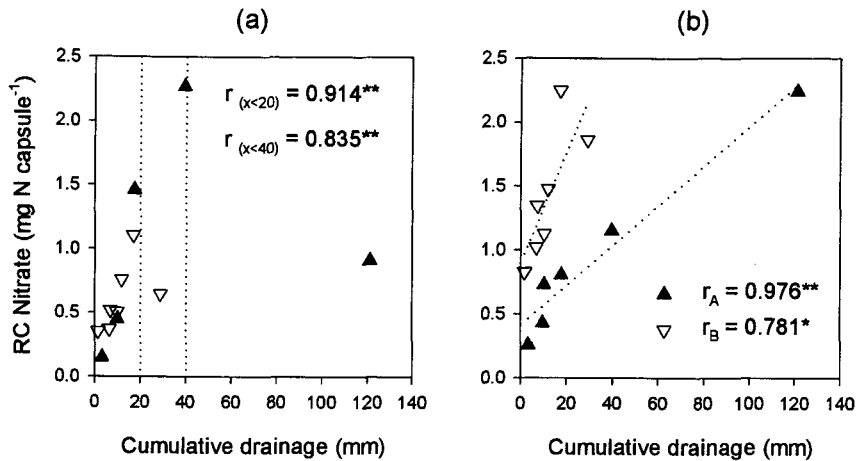 (a)
RC Nitrate (mg N capsule⁻¹)
2.5
2.0
1.5
1.0
0.5
0.0
r (x<20) = 0.914**
r (x<40) = 0.835**
0 20 40 60 80 100 120 140
Cumulative drainage (mm)
(b)
2.5
2.0
1.5
1.0
0.5
0.0
▲ r_A = 0.976**
▽ r_B = 0.781*
0 20 40 60 80 100 120 140
Cumulative drainage (mm)